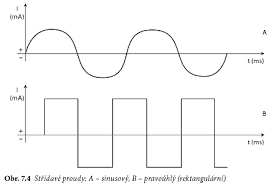 I
(mA)
A
+
−
t (ms)
I
(mA)
B
+
−
t (ms)
Obr. 7.4 Střídavé proudy: A – sinusový, B – pravoúhlý (rektangulární)